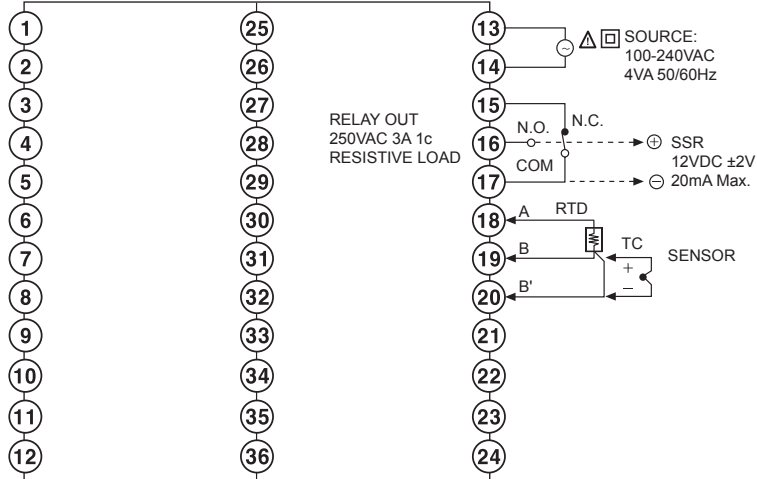 1
2
3
4
5
6
7
8
9
10
11
12
25
26
27
28
29
30
31
32
33
34
35
36
13
14
15
16
17
18
19
20
21
22
23
24
SOURCE:
100-240VAC
4VA 50/60Hz
RELAY OUT
250VAC 3A 1c
RESISTIVE LOAD
N.O.
N.C.
COM
SSR
12VDC ±2V
20mA Max.
A
RTD
B
B'
TC
+
−
SENSOR